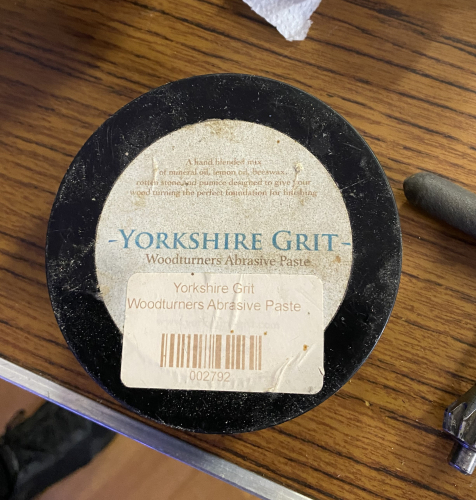 A hand blended mix
of mineral oil, lemon oil, beeswax,
rotten stone and pumice designed to give your
wood turning the perfect foundation for finishing
-YORKSHIRE GRIT-
Woodturners Abrasive Paste
Yorkshire Grit
Woodturners Abrasive Paste
002792